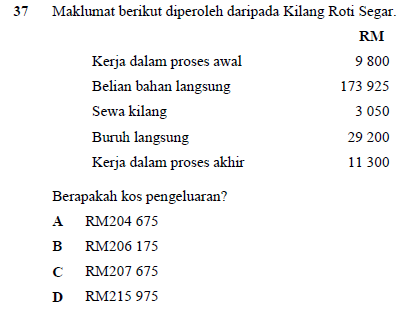 37 Maklumat berikut diperoleh daripada Kilang Roti Segar.
RM
Kerja dalam proses awal 9 800
Belian bahan langsung 173 925
Sewa kilang 3 050
Buruh langsung 29 200
Kerja dalam proses akhir 11 300
Berapakah kos pengeluaran?
A RM204 675
B RM206 175
C RM207 675
D RM215 975